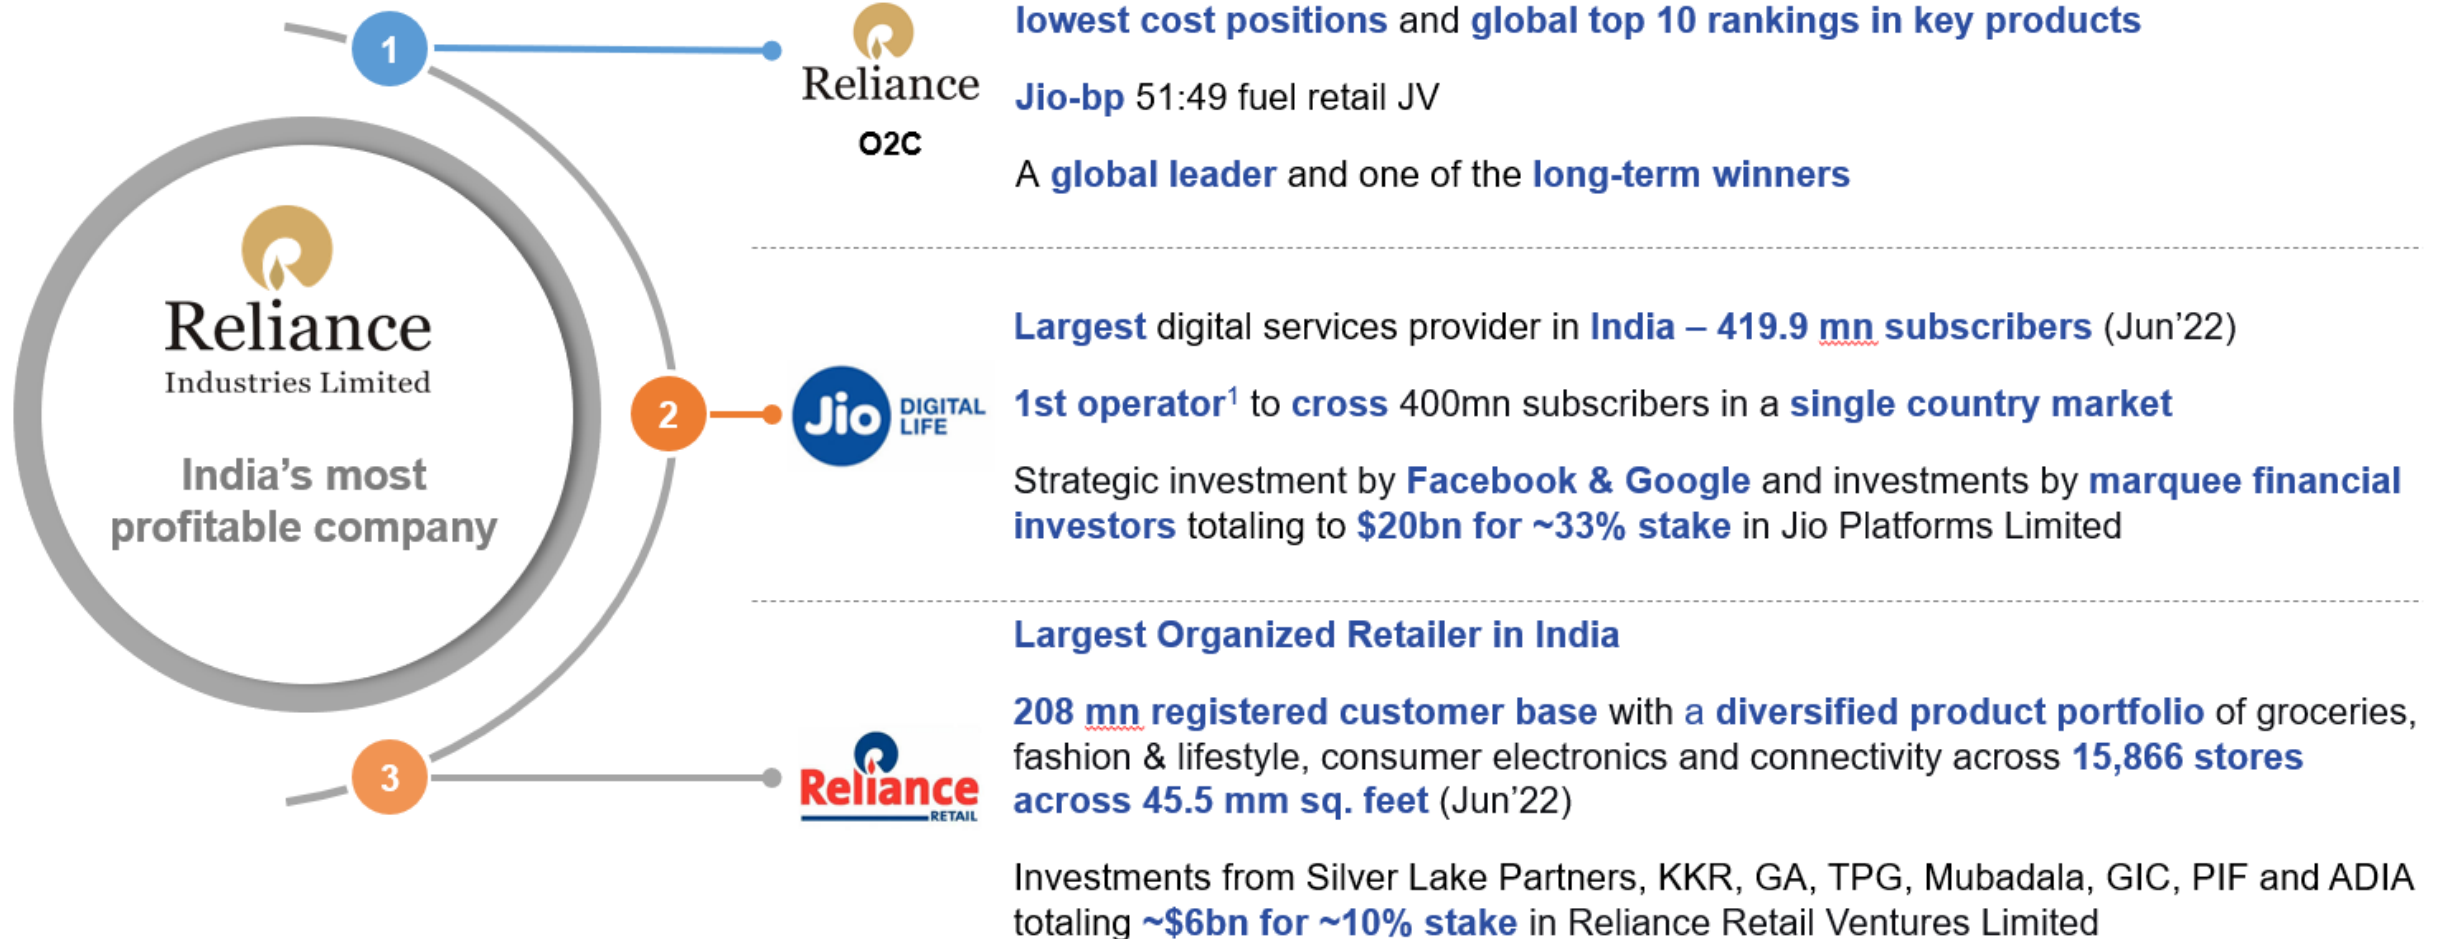 1
Reliance
O2C
lowest cost positions and global top 10 rankings in key products
Jio-bp 51:49 fuel retail JV
A global leader and one of the long-term winners
Reliance
Industries Limited
India’s most
profitable company
2
Jio DIGITAL
LIFE
Largest digital services provider in India – 419.9 mn subscribers (Jun’22)
1st operator¹ to cross 400mn subscribers in a single country market
Strategic investment by Facebook & Google and investments by marquee financial
investors totaling to $20bn for ~33% stake in Jio Platforms Limited
3
Reliance
RETAIL
Largest Organized Retailer in India
208 mn registered customer base with a diversified product portfolio of groceries,
fashion & lifestyle, consumer electronics and connectivity across 15,866 stores
across 45.5 mm sq. feet (Jun’22)
Investments from Silver Lake Partners, KKR, GA, TPG, Mubadala, GIC, PIF and ADIA
totaling ~$6bn for ~10% stake in Reliance Retail Ventures Limited